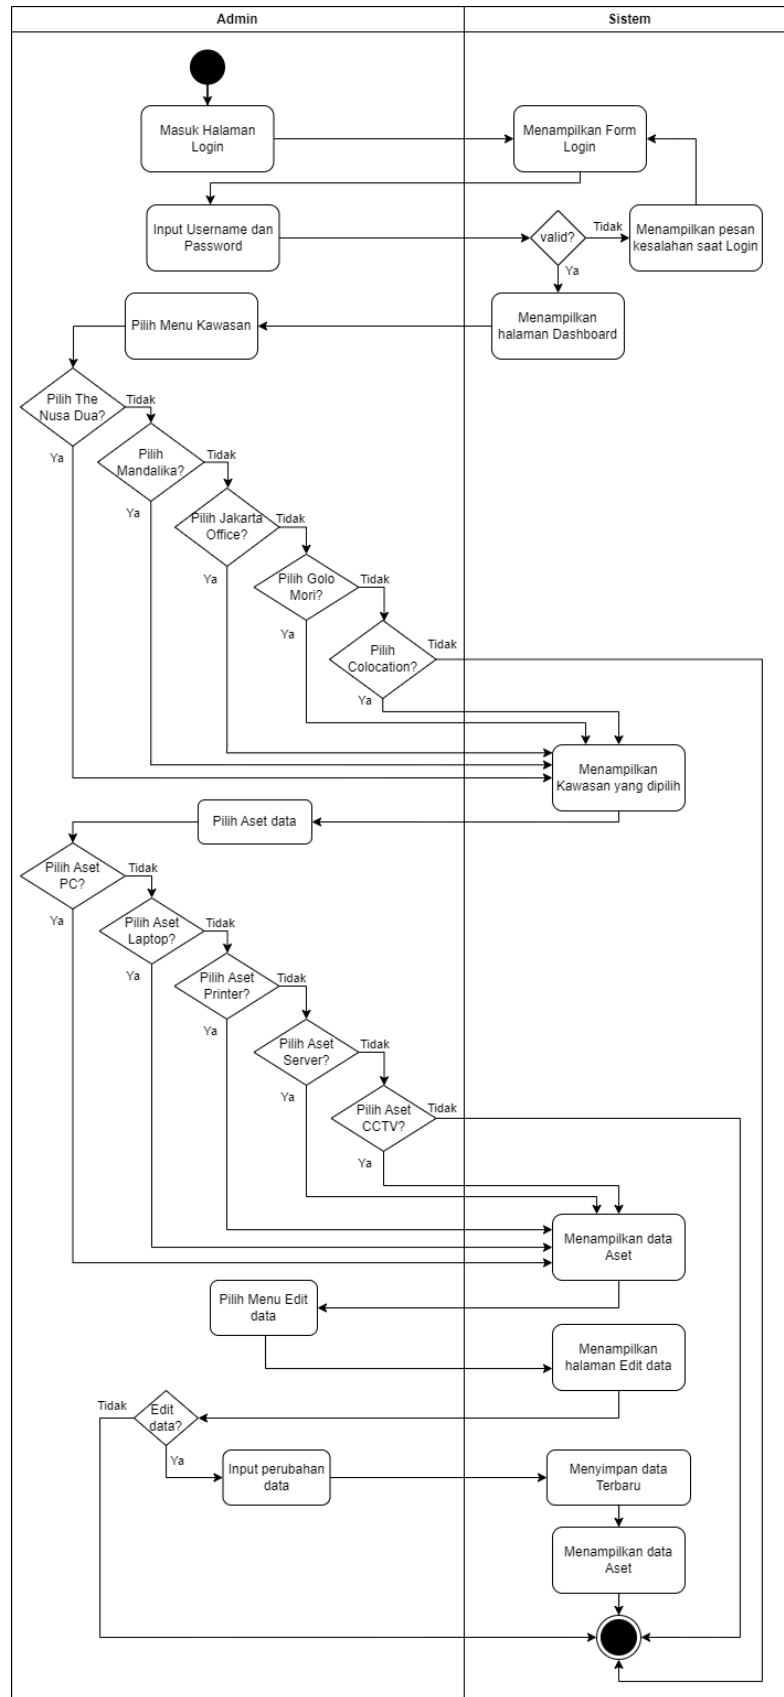 Admin
Sistem
Masuk Halaman
Login
Menampilkan Form
Login
Input Username dan
Password
valid?
Tidak
Menampilkan pesan
kesalahan saat Login
Ya
Pilih Menu Kawasan
Menampilkan
halaman Dashboard
Pilih The
Nusa Dua?
Tidak
Ya
Pilih
Mandalika?
Tidak
Ya
Pilih Jakarta
Office?
Tidak
Ya
Pilih Golo
Mori?
Tidak
Ya
Pilih
Colocation?
Tidak
Ya
Menampilkan
Kawasan yang dipilih
Pilih Aset data
Pilih Aset
PC?
Tidak
Ya
Pilih Aset
Laptop?
Tidak
Ya
Pilih Aset
Printer?
Tidak
Ya
Pilih Aset
Server?
Tidak
Ya
Pilih Aset
CCTV?
Tidak
Ya
Menampilkan data
Aset
Pilih Menu Edit
data
Menampilkan
halaman Edit data
Tidak
Edit
data?
Ya
Input perubahan
data
Menyimpan data
Terbaru
Menampilkan data
Aset